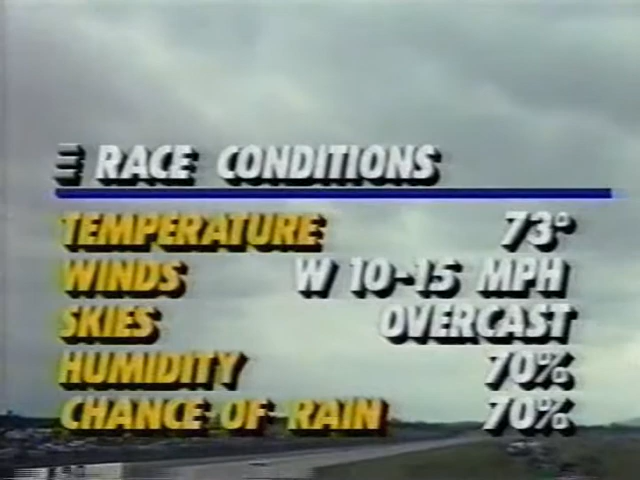 RACE CONDITIONS
TEMPERATURE 73°
WINDS W 10-15 MPH
SKIES OVERCAST
HUMIDITY 70%
CHANCE OF RAIN 70%